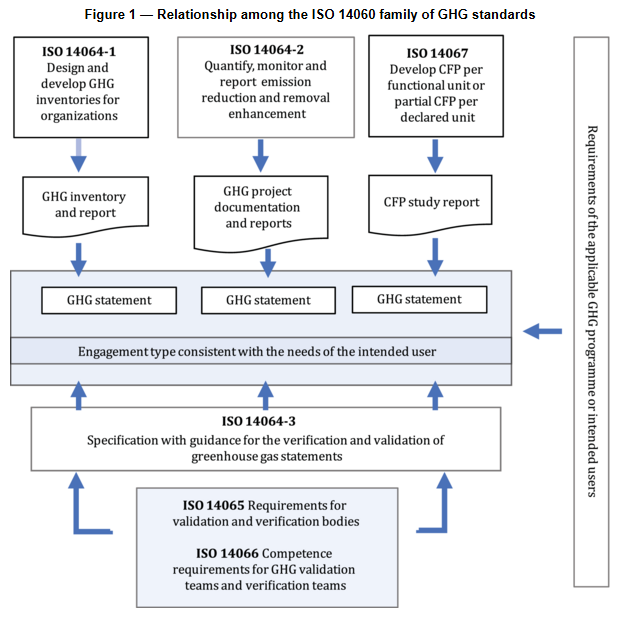 Figure 1 — Relationship among the ISO 14060 family of GHG standards
ISO 14064-1
Design and
develop GHG
inventories for
organizations
ISO 14064-2
Quantify, monitor and
report emission
reduction and removal
enhancement
ISO 14067
Develop CFP per
functional unit or
partial CFP per
declared unit
GHG inventory
and report
GHG project
documentation
and reports
CFP study report
GHG statement
GHG statement
GHG statement
Engagement type consistent with the needs of the intended user
ISO 14064-3
Specification with guidance for the verification and validation of
greenhouse gas statements
ISO 14065 Requirements for
validation and verification bodies
ISO 14066 Competence
requirements for GHG validation
teams and verification teams
Requirements of the applicable GHG programme or intended users